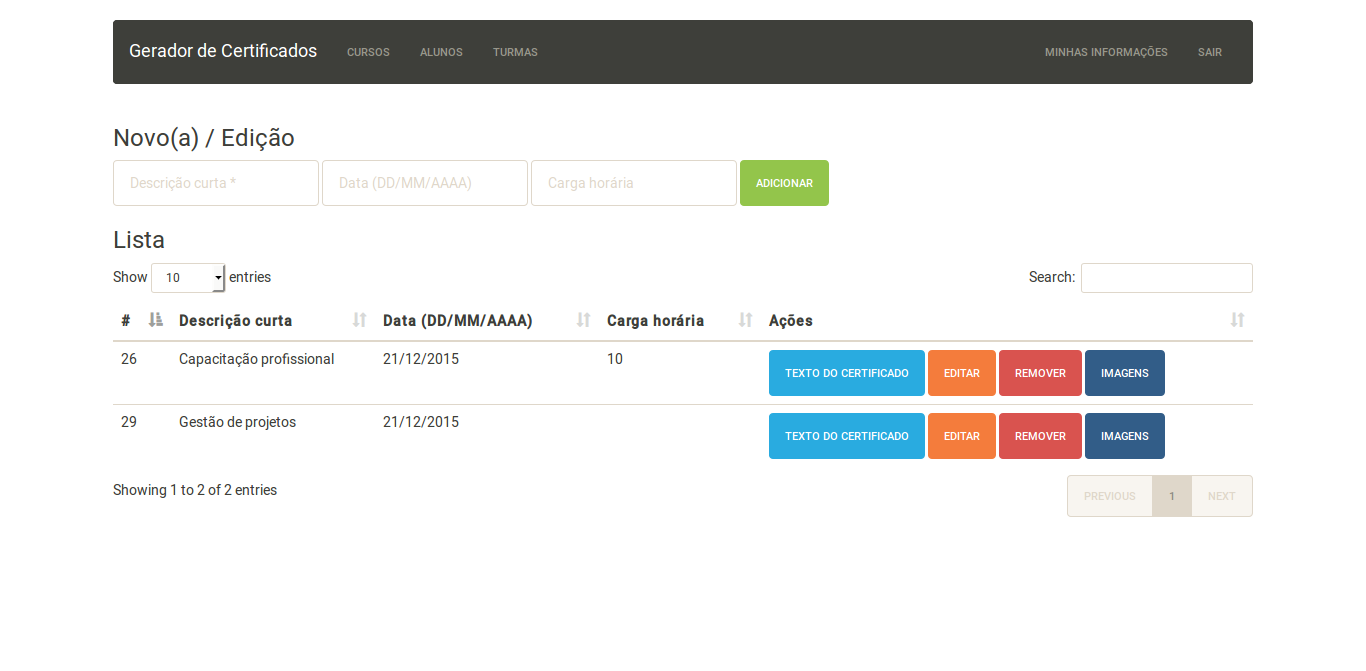 Gerador de Certificados CURSOS ALUNOS TURMAS MINHAS INFORMAÇÕES SAIR
Novo(a) / Edição
Descrição curta * Data (DD/MM/AAAA) Carga horária ADICIONAR
Lista
Show 10 entries Search:
# Descrição curta Data (DD/MM/AAAA) Carga horária Ações
26 Capacitação profissional 21/12/2015 10 TEXTO DO CERTIFICADO EDITAR REMOVER IMAGENS
29 Gestão de projetos 21/12/2015 TEXTO DO CERTIFICADO EDITAR REMOVER IMAGENS
Showing 1 to 2 of 2 entries PREVIOUS 1 NEXT